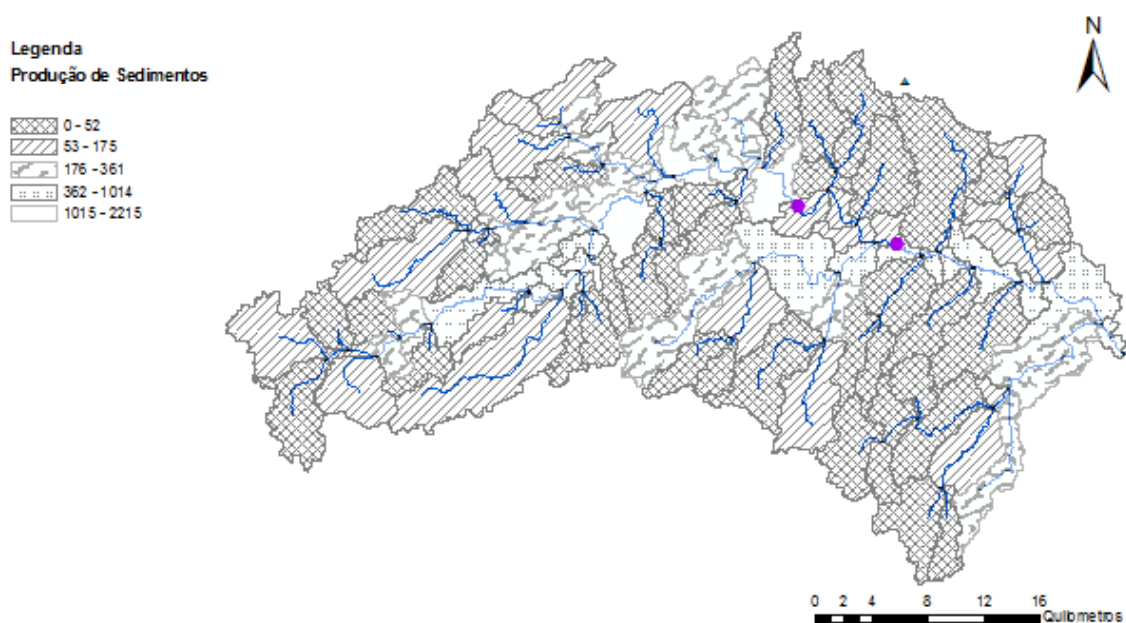 Legenda
Produção de Sedimentos
0 - 52
53 - 175
176 -361
362 -1014
1015 - 2215
N
0 2 4 8 12 16
Quilometros